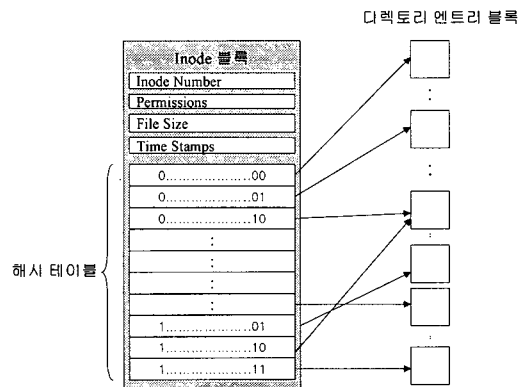 디렉토리 엔트리 블록
Inode 블록
Inode Number
Permissions
File Size
Time Stamps
0...................00
0...................01
0...................10
:
:
:
:
1...................01
1...................10
1...................11
해시 테이블
:
:
:
: